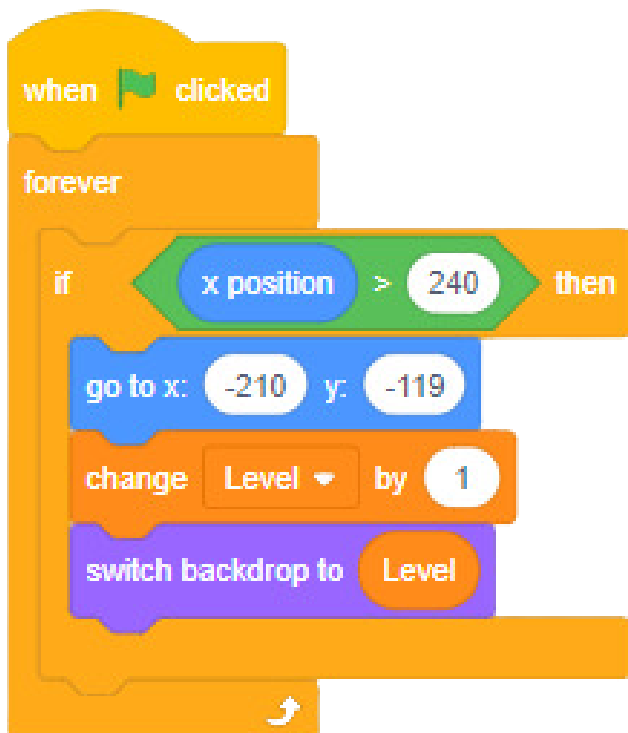 when clicked
forever
if x position > 240 then
go to x: -210 y: -119
change Level by 1
switch backdrop to Level